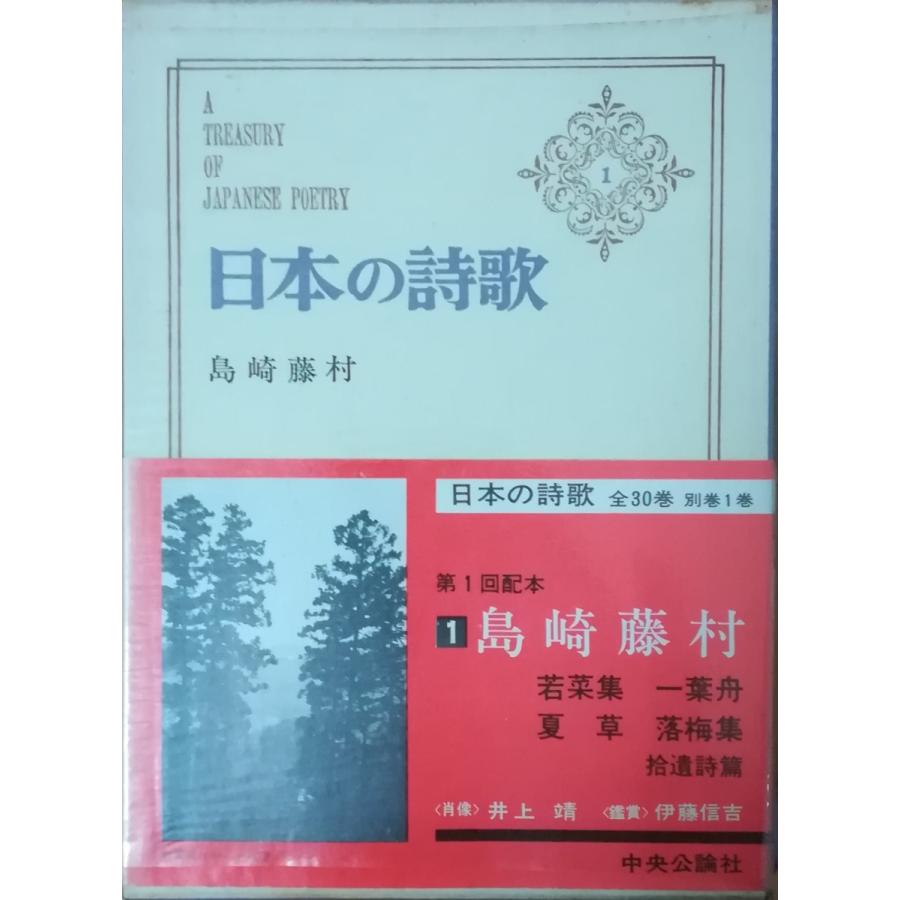 A
TREASURY
OF
JAPANESE POETRY
1
日本の詩歌
島崎藤村
日本の詩歌 全30巻 別巻1巻
第1回配本
1 島崎藤村
若菜集 一葉舟
夏草 落梅集
拾遺詩篇
〈肖像〉井上靖 〈鑑賞〉伊藤信吉
中央公論社